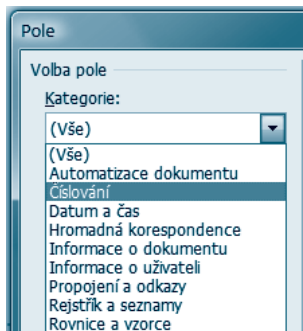 Pole
Volba pole
Kategorie:
(Vše)
(Vše)
Automatizace dokumentu
Číslování
Datum a čas
Hromadná korespondence
Informace o dokumentu
Informace o uživateli
Propojení a odkazy
Rejstřík a seznamy
Rovnice a vzorce